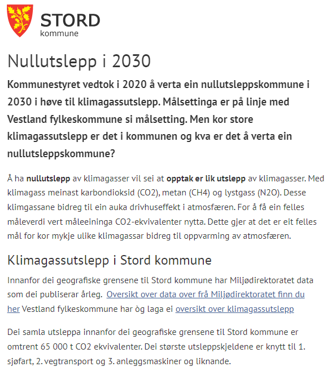 STORD
kommune
Nullutslepp i 2030
Kommunestyret vedtok i 2020 å verta ein nullutsleppskommune i
2030 i høve til klimagassutslepp. Målsettinga er på linje med
Vestland fylkeskommune si målsetting. Men kor store
klimagassutslepp er det i kommunen og kva er det å verta ein
nullutsleppskommune?
Å ha nullutslepp av klimagasser vil sei at opptak er lik utslepp av klimagasser. Med
klimagass meinast karbondioksid (CO2), metan (CH4) og lystgass (N2O). Desse
klimagassane bidreg til ein auka drivhuseffekt i atmosfæren. For å få ein felles
måleverdi vert måleeininga CO2-ekvivalenter nytta. Dette gjer at det er eit felles
mål for kor mykje ulike klimagassar bidreg til oppvarming av atmosfæren.
Klimagassutslepp i Stord kommune
Innanfor dei geografiske grensene til Stord kommune har Miljødirektoratet data
som dei publiserar årleg. Oversikt over data over frå Miljødirektoratet finn du
her Vestland fylkeskommune har òg laga ei oversikt over klimagassutslepp
Dei samla utsleppa innanfor dei geografiske grensene til Stord kommune er
omtrent 65 000 t CO2 ekvivalenter. Dei største utsleppskjeldene er knytt til 1.
sjøfart, 2. vegtransport og 3. anleggsmaskiner og liknande.